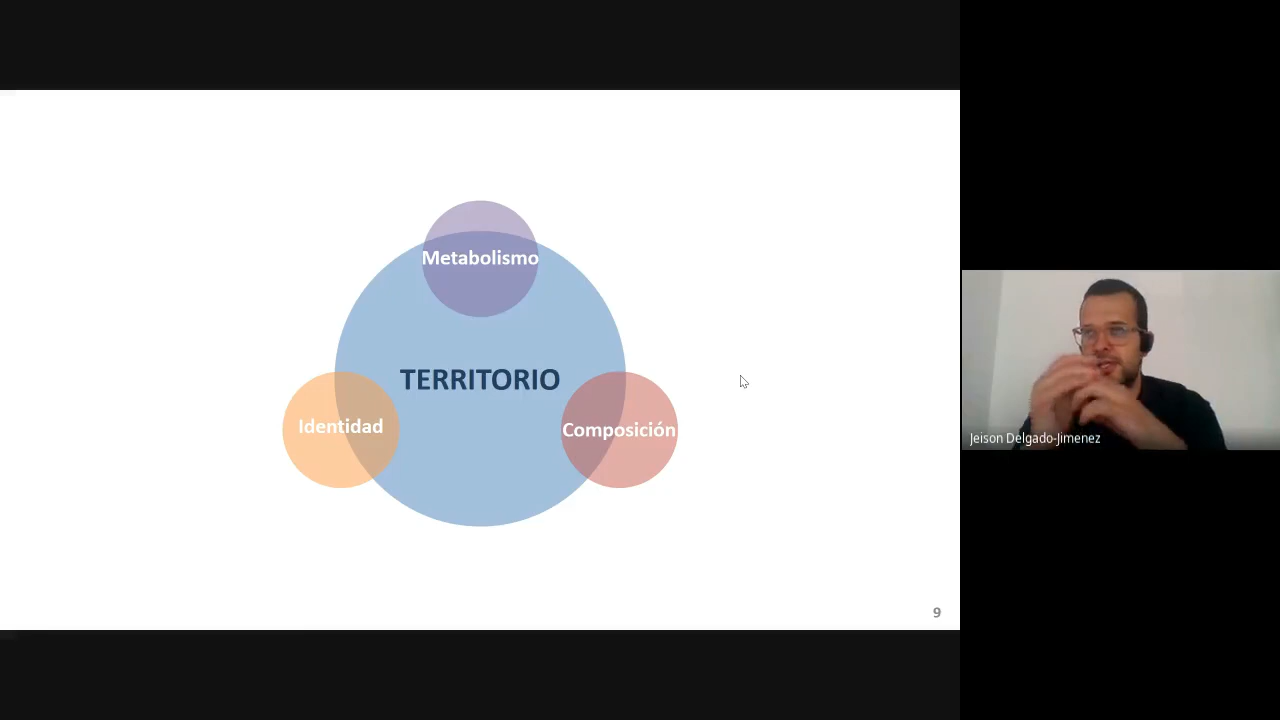 Metabolismo
TERRITORIO
Identidad
Composición
9
Jeison Delgado-Jimenez